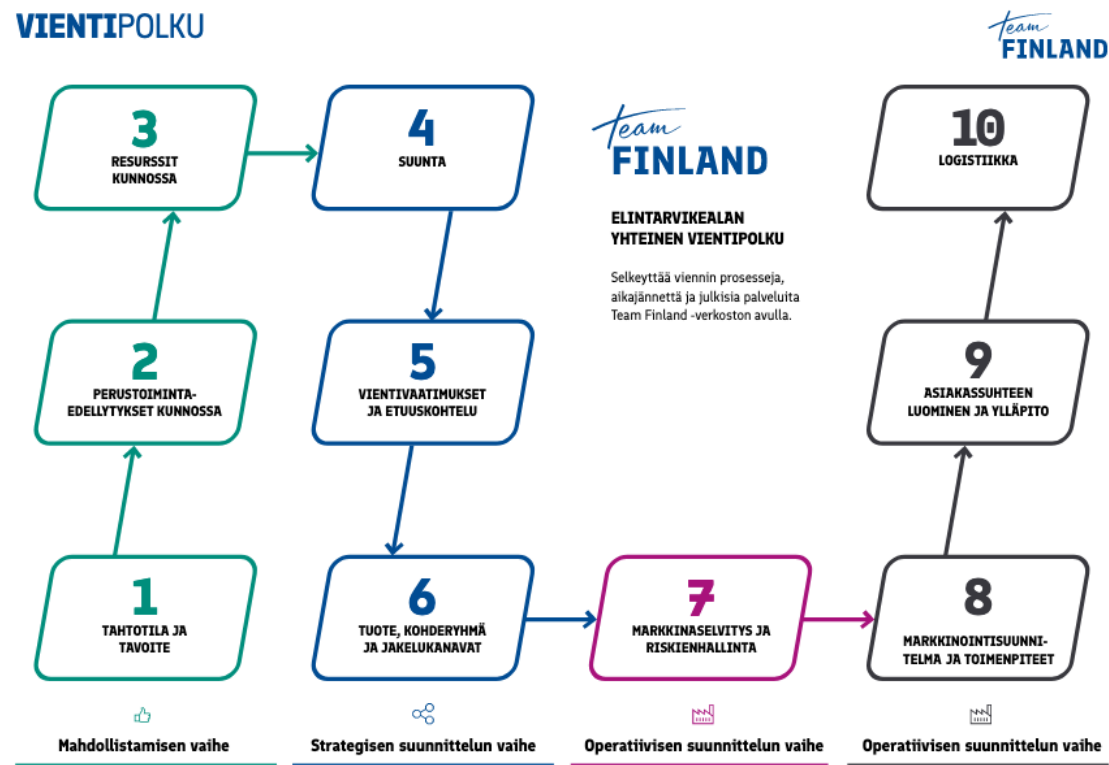 VIENTIPOLKU
team
FINLAND
3
RESURSSIT
KUNNOSSA
4
SUUNTA
team
FINLAND
ELINTARVIKEALAN
YHTEINEN VIENTIPOLKU
Selkeyttää viennin prosesseja,
aikajännettä ja julkisia palveluita
Team Finland -verkoston avulla.
10
LOGISTIIKKA
2
PERUSTOIMINTA-
EDELLYTYKSET KUNNOSSA
5
VIENTIVAATIMUKSET
JA ETUUSKOHTELU
9
ASIAKASSUHTEEN
LUOMINEN JA YLLÄPITO
1
TAHTOTILA JA
TAVOITE
6
TUOTE, KOHDERYHMÄ
JA JAKELUKANAVAT
7
MARKKINASELVITYS JA
RISKIENHALLINTA
8
MARKKINOINTISUUNNI-
TELMA JA TOIMENPITEET
Mahdollistamisen vaihe
Strategisen suunnittelun vaihe
Operatiivisen suunnittelun vaihe
Operatiivisen suunnittelun vaihe